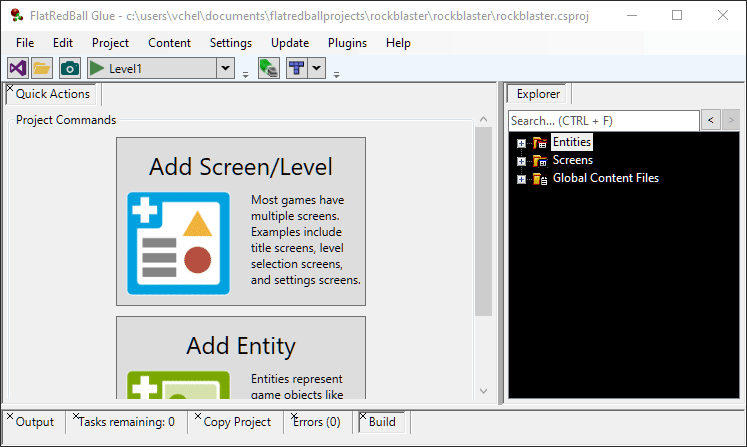 FlatRedBall Glue - c:\users\vchel\documents\flatredballprojects\rockblaster\rockblaster\rockblaster.csproj
File Edit Project Content Settings Update Plugins Help
Level1
Quick Actions
Explorer
Project Commands
Search... (CTRL + F)
< >
Entities
Screens
Global Content Files
Add Screen/Level
Most games have
multiple screens.
Examples include
title screens, level
selection screens,
and settings screens.
Add Entity
Entities represent
game objects like
Output Tasks remaining: 0 Copy Project Errors (0) Build